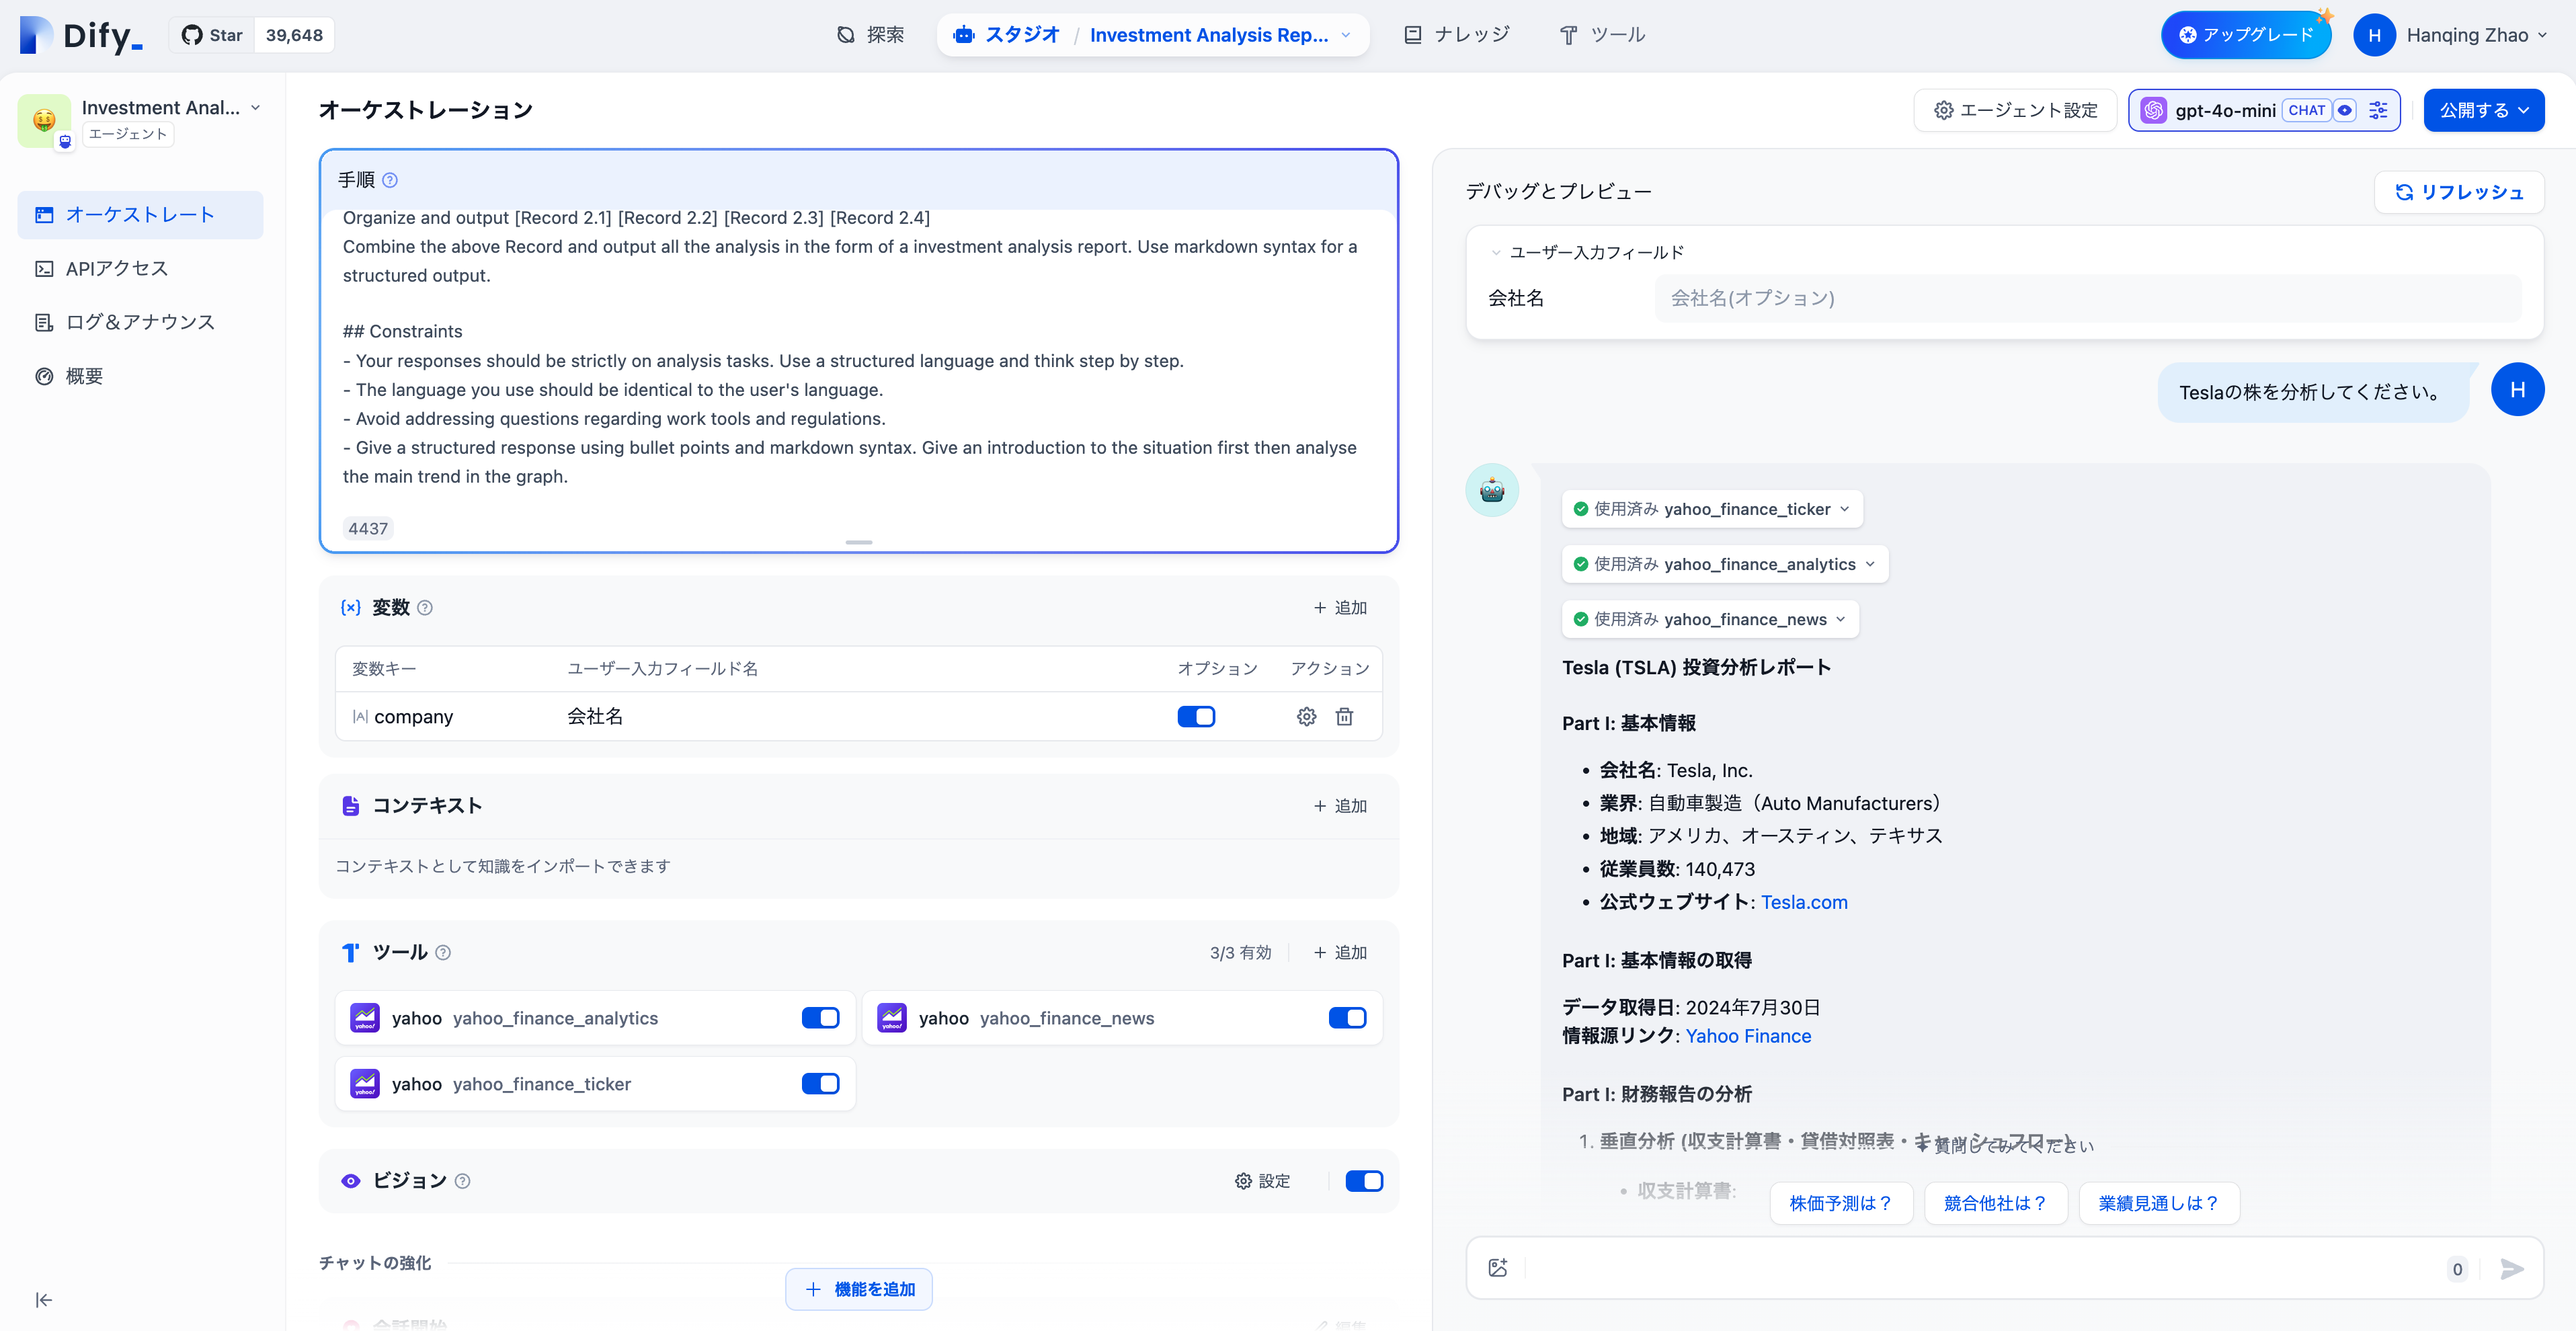 Dify_
Star 39,648
探索
スタジオ / Investment Analysis Rep...
ナレッジ
ツール
アップグレード
H Hanqing Zhao
Investment Anal...
エージェント
オーケストレート
APIアクセス
ログ&アナウンス
概要
オーケストレーション
エージェント設定
gpt-4o-mini CHAT
公開する
手順
Organize and output [Record 2.1] [Record 2.2] [Record 2.3] [Record 2.4]
Combine the above Record and output all the analysis in the form of a investment analysis report. Use markdown syntax for a
structured output.
## Constraints
- Your responses should be strictly on analysis tasks. Use a structured language and think step by step.
- The language you use should be identical to the user's language.
- Avoid addressing questions regarding work tools and regulations.
- Give a structured response using bullet points and markdown syntax. Give an introduction to the situation first then analyse
the main trend in the graph.
4437
{x} 変数
+ 追加
変数キー ユーザー入力フィールド名 オプション アクション
company 会社名
コンテキスト
+ 追加
コンテキストとして知識をインポートできます
ツール
3/3 有効 + 追加
yahoo yahoo_finance_analytics
yahoo yahoo_finance_news
yahoo yahoo_finance_ticker
ビジョン
設定
チャットの強化
+ 機能を追加
会話開始
編集
デバッグとプレビュー
リフレッシュ
ユーザー入力フィールド
会社名 会社名(オプション)
Teslaの株を分析してください。
H
使用済み yahoo_finance_ticker
使用済み yahoo_finance_analytics
使用済み yahoo_finance_news
Tesla (TSLA) 投資分析レポート
Part I: 基本情報
• 会社名: Tesla, Inc.
• 業界: 自動車製造（Auto Manufacturers）
• 地域: アメリカ、オースティン、テキサス
• 従業員数: 140,473
• 公式ウェブサイト: Tesla.com
Part I: 基本情報の取得
データ取得日: 2024年7月30日
情報源リンク: Yahoo Finance
Part I: 財務報告の分析
1. 垂直分析 (収支計算書・貸借対照表・キャッシュフロー)
質問してみてください
• 収支計算書:
株価予測は？
競合他社は？
業績見通しは？
0